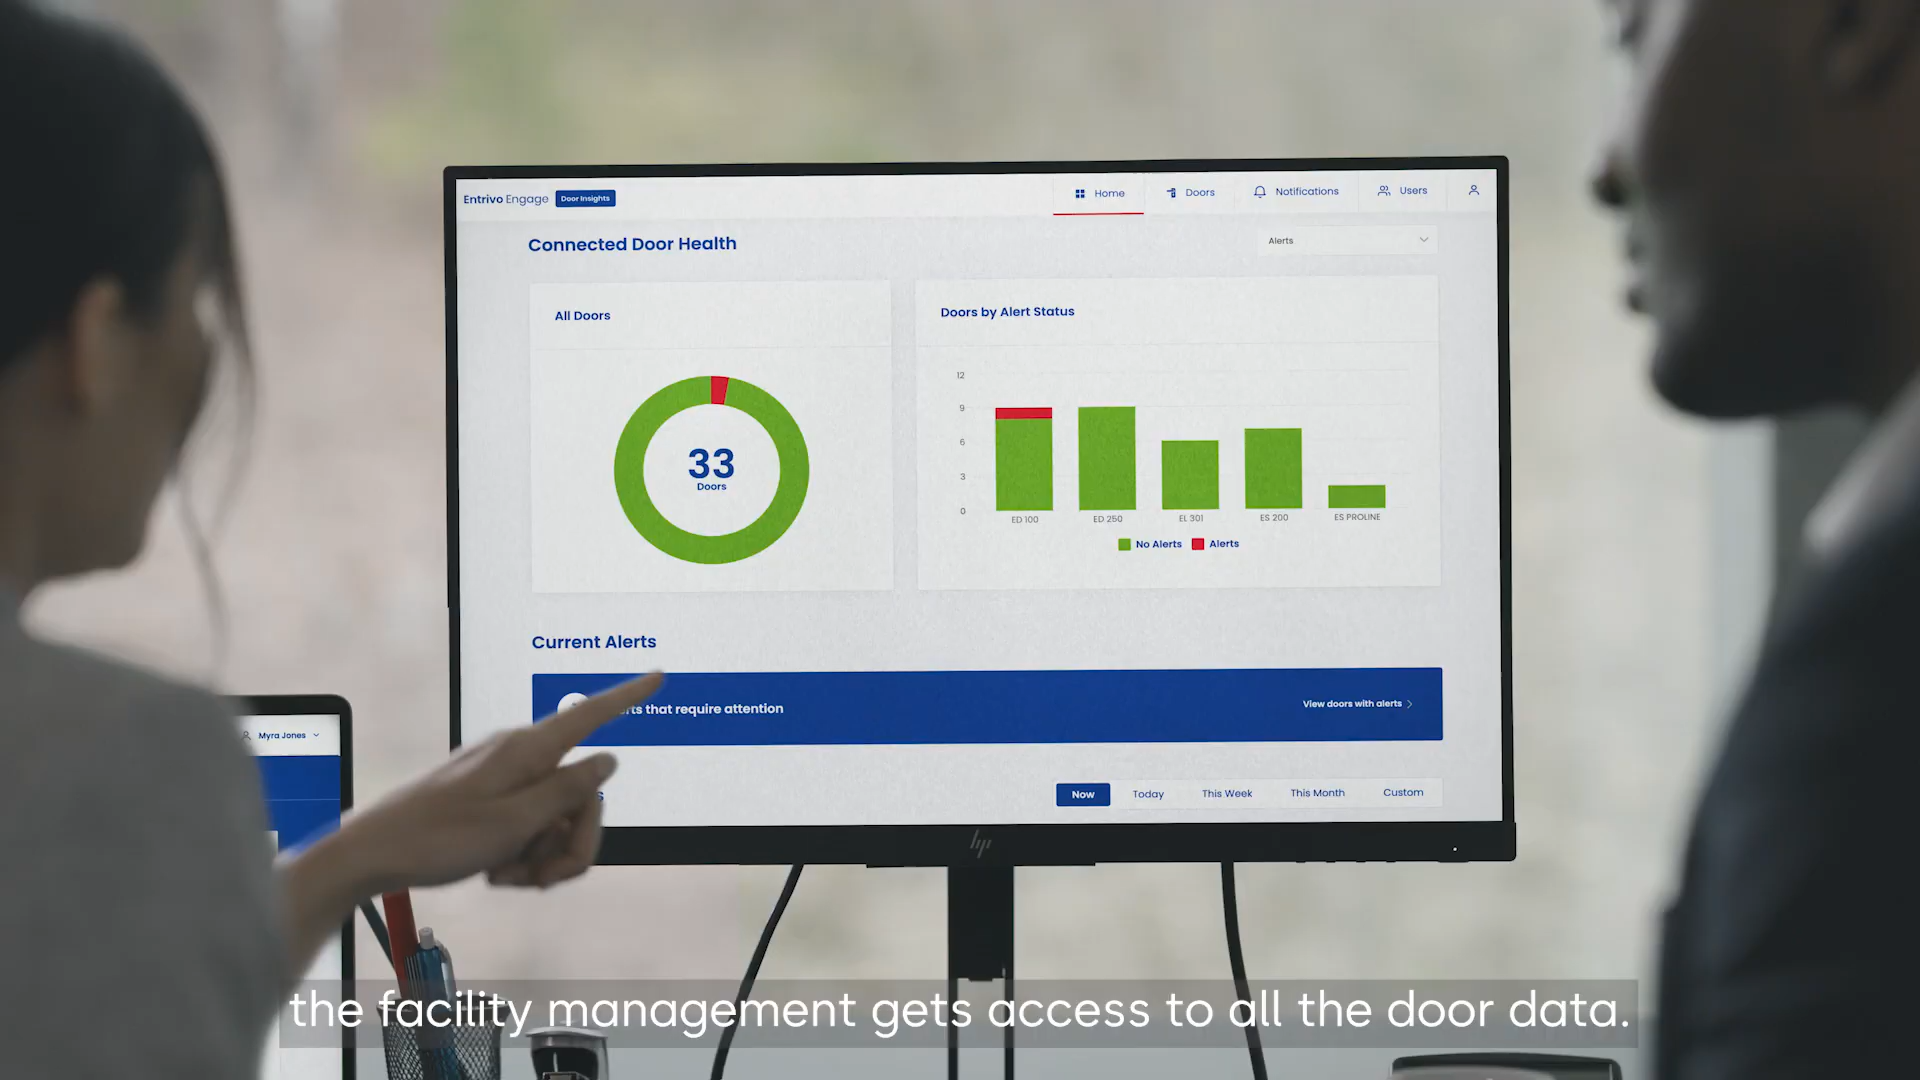 Entrivo Engage Door Insights
Home Doors Notifications Users
Connected Door Health
Alerts
All Doors
33
Doors
Doors by Alert Status
12
9
6
3
0
ED 100 ED 250 EL 301 ES 200 ES PROLINE
No Alerts Alerts
Current Alerts
that require attention
View doors with alerts
Now Today This Week This Month Custom
Myra Jones
hp
the facility management gets access to all the door data.